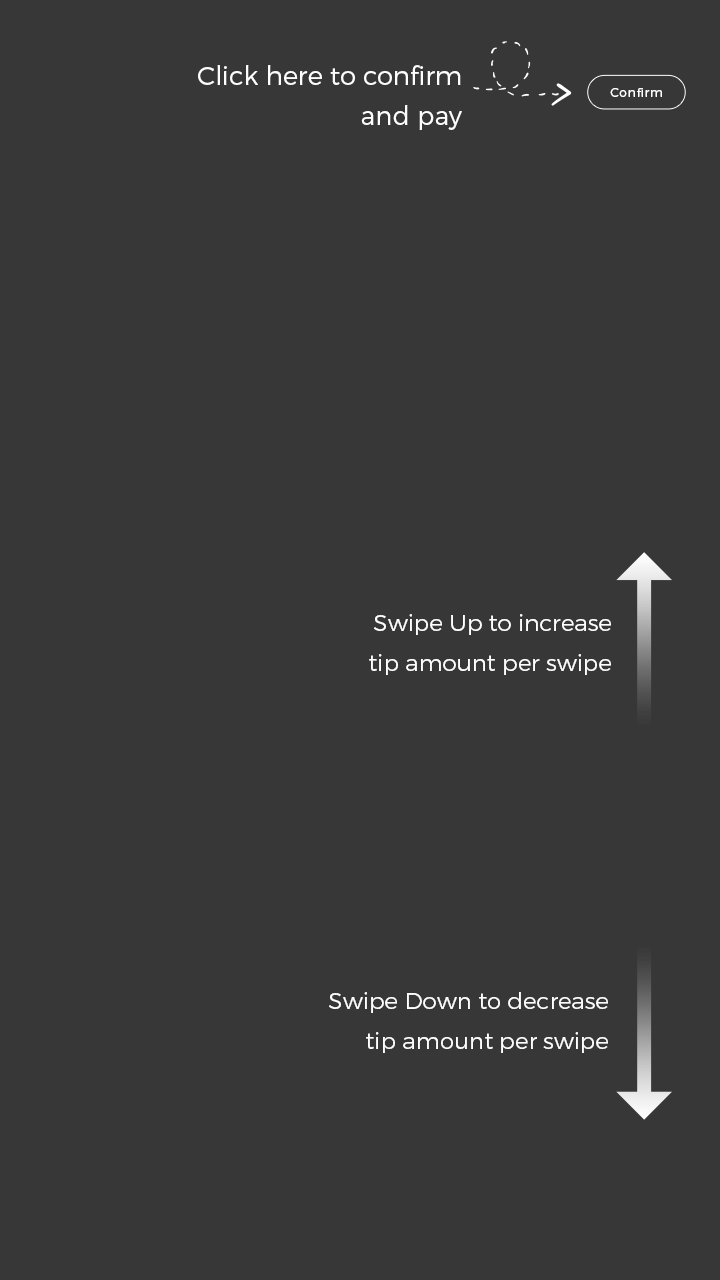 Click here to confirm
and pay
Confirm
Swipe Up to increase
tip amount per swipe
Swipe Down to decrease
tip amount per swipe